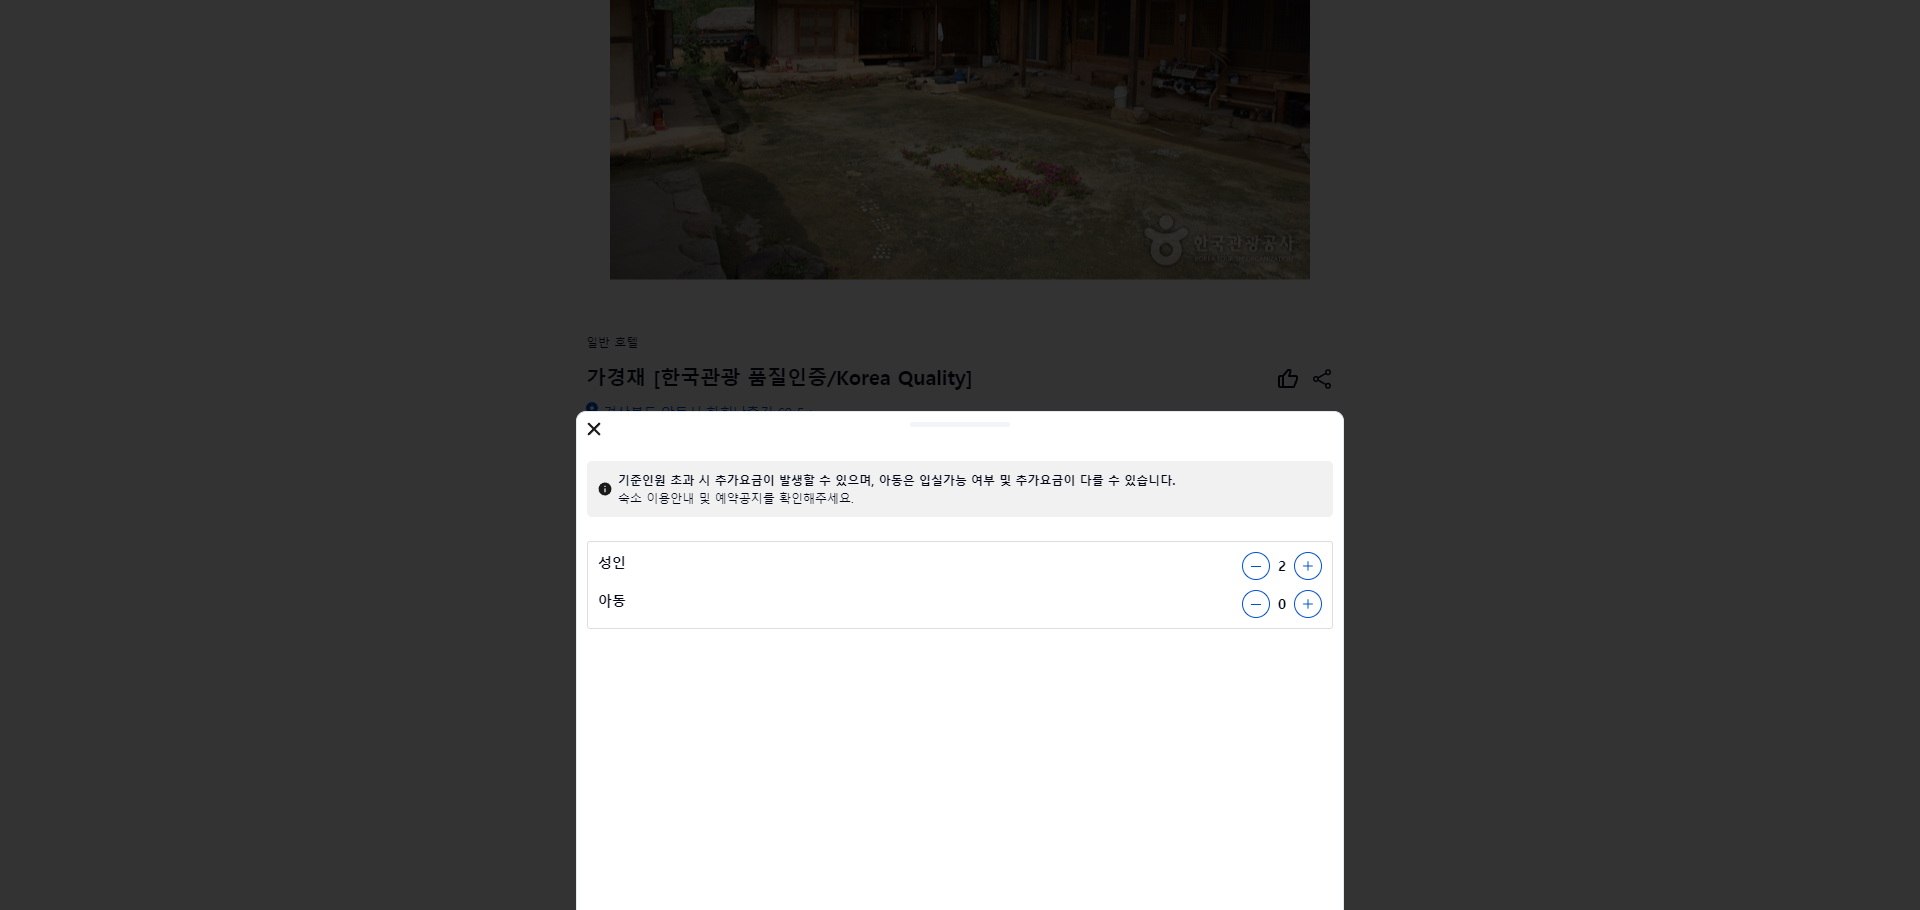 한국관광공사
KOREA TOURISM ORGANIZATION
일반 호텔
가경재 [한국관광 품질인증/Korea Quality]
기준인원 초과 시 추가요금이 발생할 수 있으며, 아동은 입실가능 여부 및 추가요금이 다를 수 있습니다.
숙소 이용안내 및 예약공지를 확인해주세요.
성인
2
아동
0